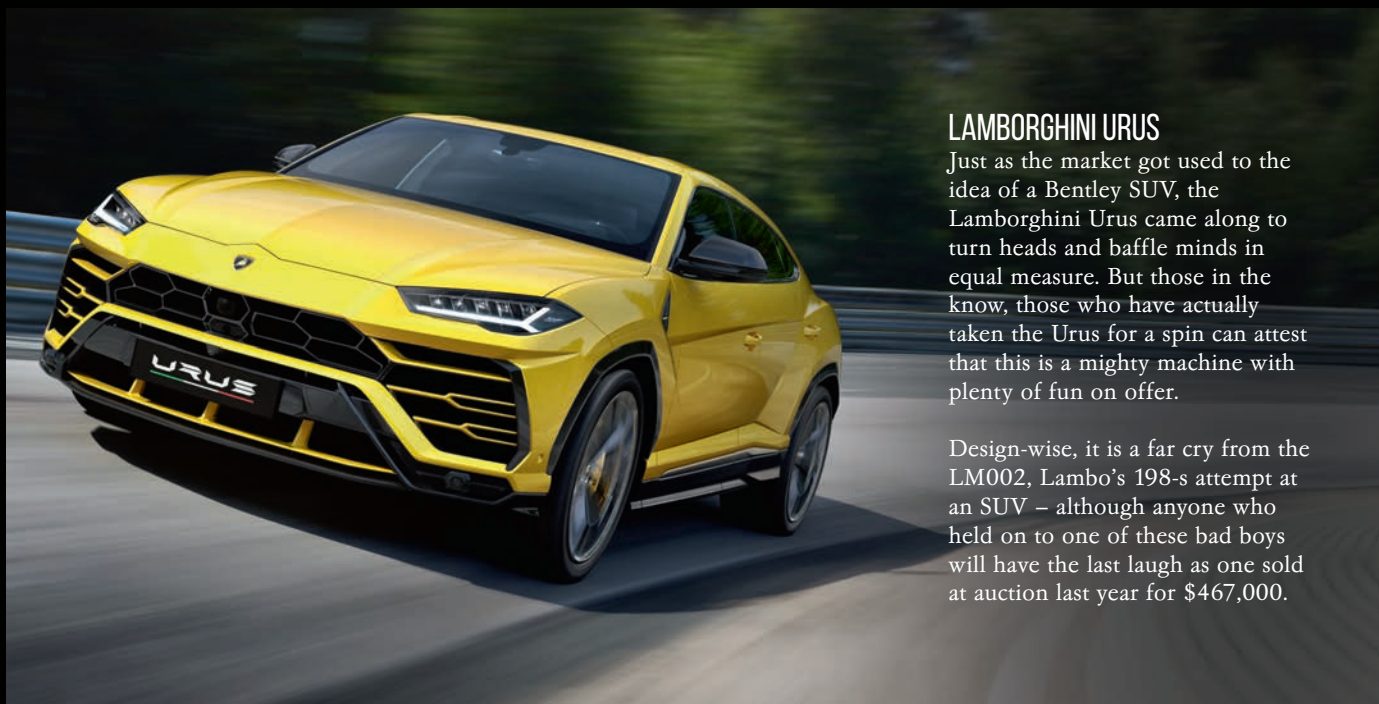 LAMBORGHINI URUS
Just as the market got used to the
idea of a Bentley SUV, the
Lamborghini Urus came along to
turn heads and baffle minds in
equal measure. But those in the
know, those who have actually
taken the Urus for a spin can attest
that this is a mighty machine with
plenty of fun on offer.
Design-wise, it is a far cry from the
LM002, Lambo’s 198-s attempt at
an SUV – although anyone who
held on to one of these bad boys
will have the last laugh as one sold
at auction last year for $467,000.
URUS